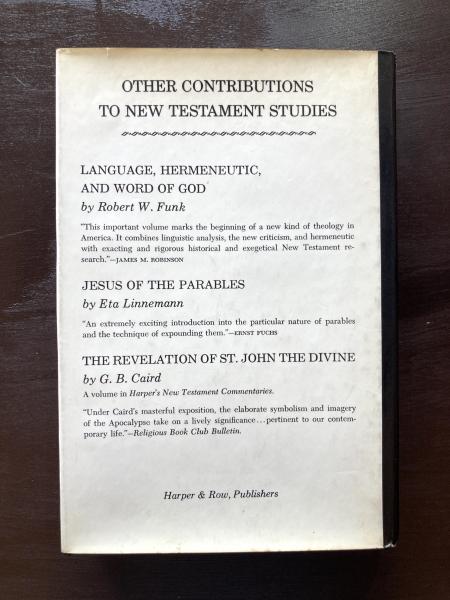 OTHER CONTRIBUTIONS
TO NEW TESTAMENT STUDIES
LANGUAGE, HERMENEUTIC,
AND WORD OF GOD
by Robert W. Funk
"This important volume marks the beginning of a new kind of theology in
America. It combines linguistic analysis, the new criticism, and hermeneutic
with exacting and rigorous historical and exegetical New Testament re-
search."—JAMES M. ROBINSON
JESUS OF THE PARABLES
by Eta Linnemann
"An extremely exciting introduction into the particular nature of parables
and the technique of expounding them."—ERNST FUCHS
THE REVELATION OF ST. JOHN THE DIVINE
by G. B. Caird
A volume in Harper's New Testament Commentaries.
"Under Caird's masterful exposition, the elaborate symbolism and imagery
of the Apocalypse take on a lively significance...pertinent to our contem-
porary life."—Religious Book Club Bulletin.
Harper & Row, Publishers